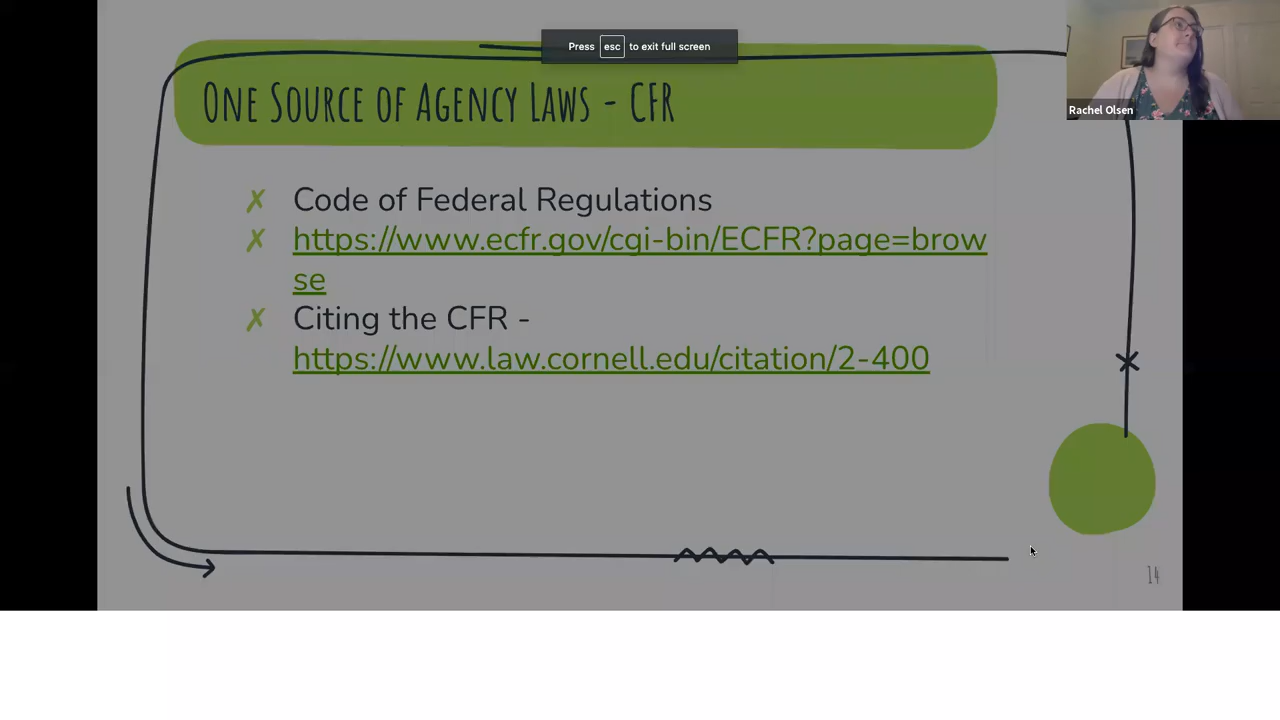 Press esc to exit full screen
Rachel Olsen
One Source of Agency Laws - CFR
✗ Code of Federal Regulations
✗ https://www.ecfr.gov/cgi-bin/ECFR?page=brow
se
✗ Citing the CFR -
https://www.law.cornell.edu/citation/2-400
14